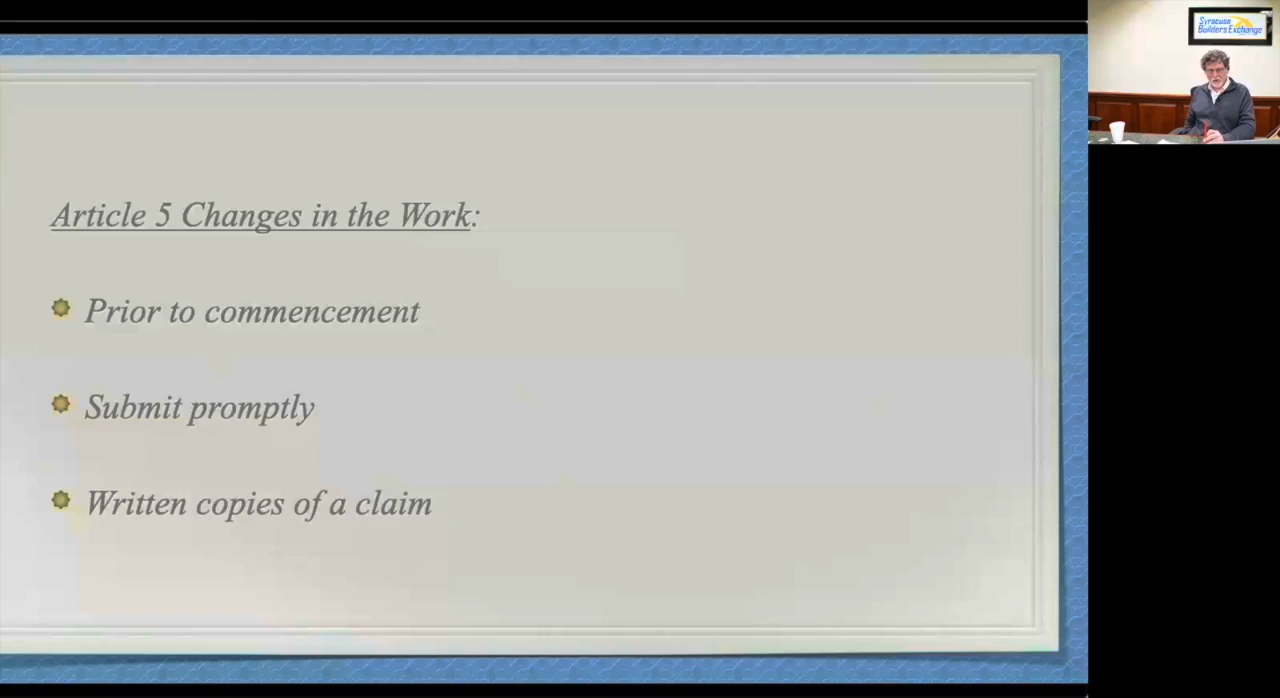 Article 5 Changes in the Work:
Prior to commencement
Submit promptly
Written copies of a claim
Syracuse
Builders Exchange